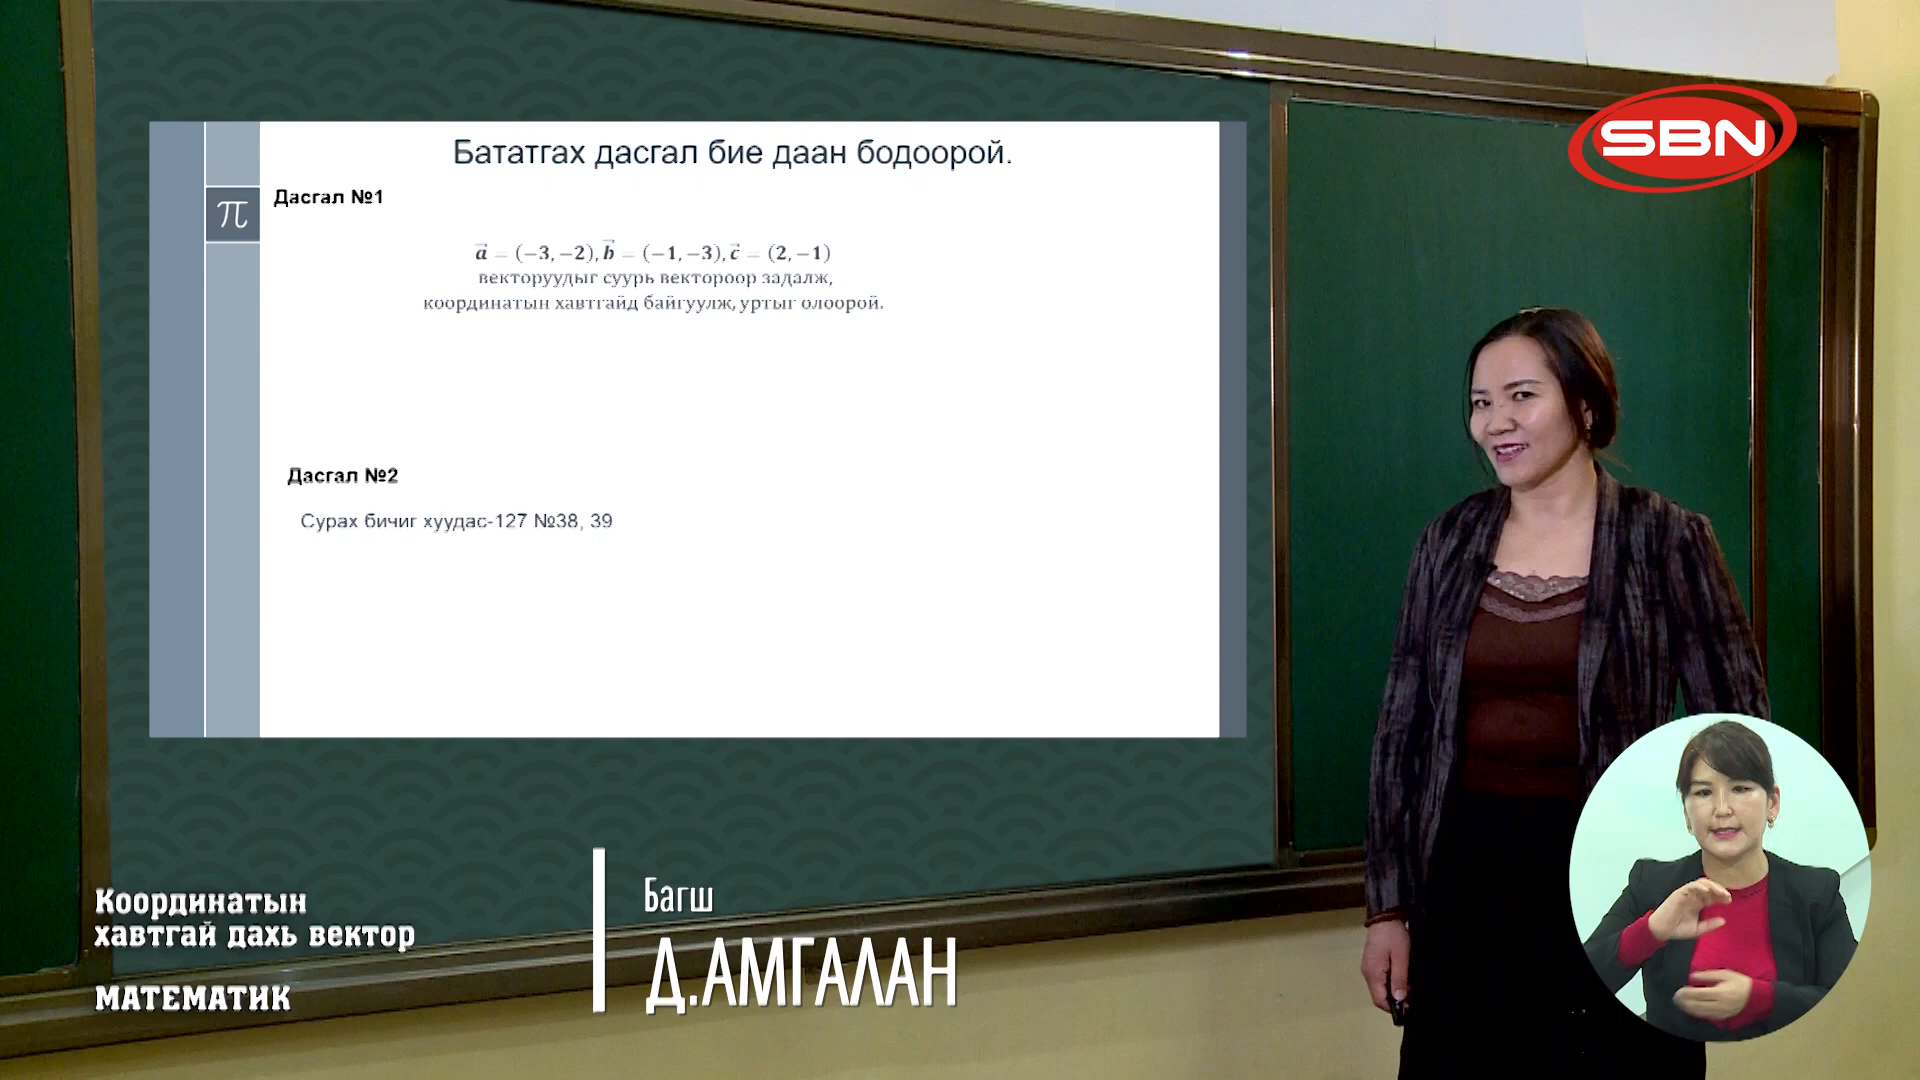 SBN
Бататгах дасгал бие даан бодоорой.
π
Дасгал №1
a⃗ = (−3, −2), b⃗ = (−1, −3), c⃗ = (2, −1)
векторуудыг суурь вектороор задалж,
координатын хавтгайд байгуулж, уртыг олоорой.
Дасгал №2
Сурах бичиг хуудас-127 №38, 39
Координатын
хавтгай дахь вектор
МАТЕМАТИК
Багш
Д.АМГАЛАН